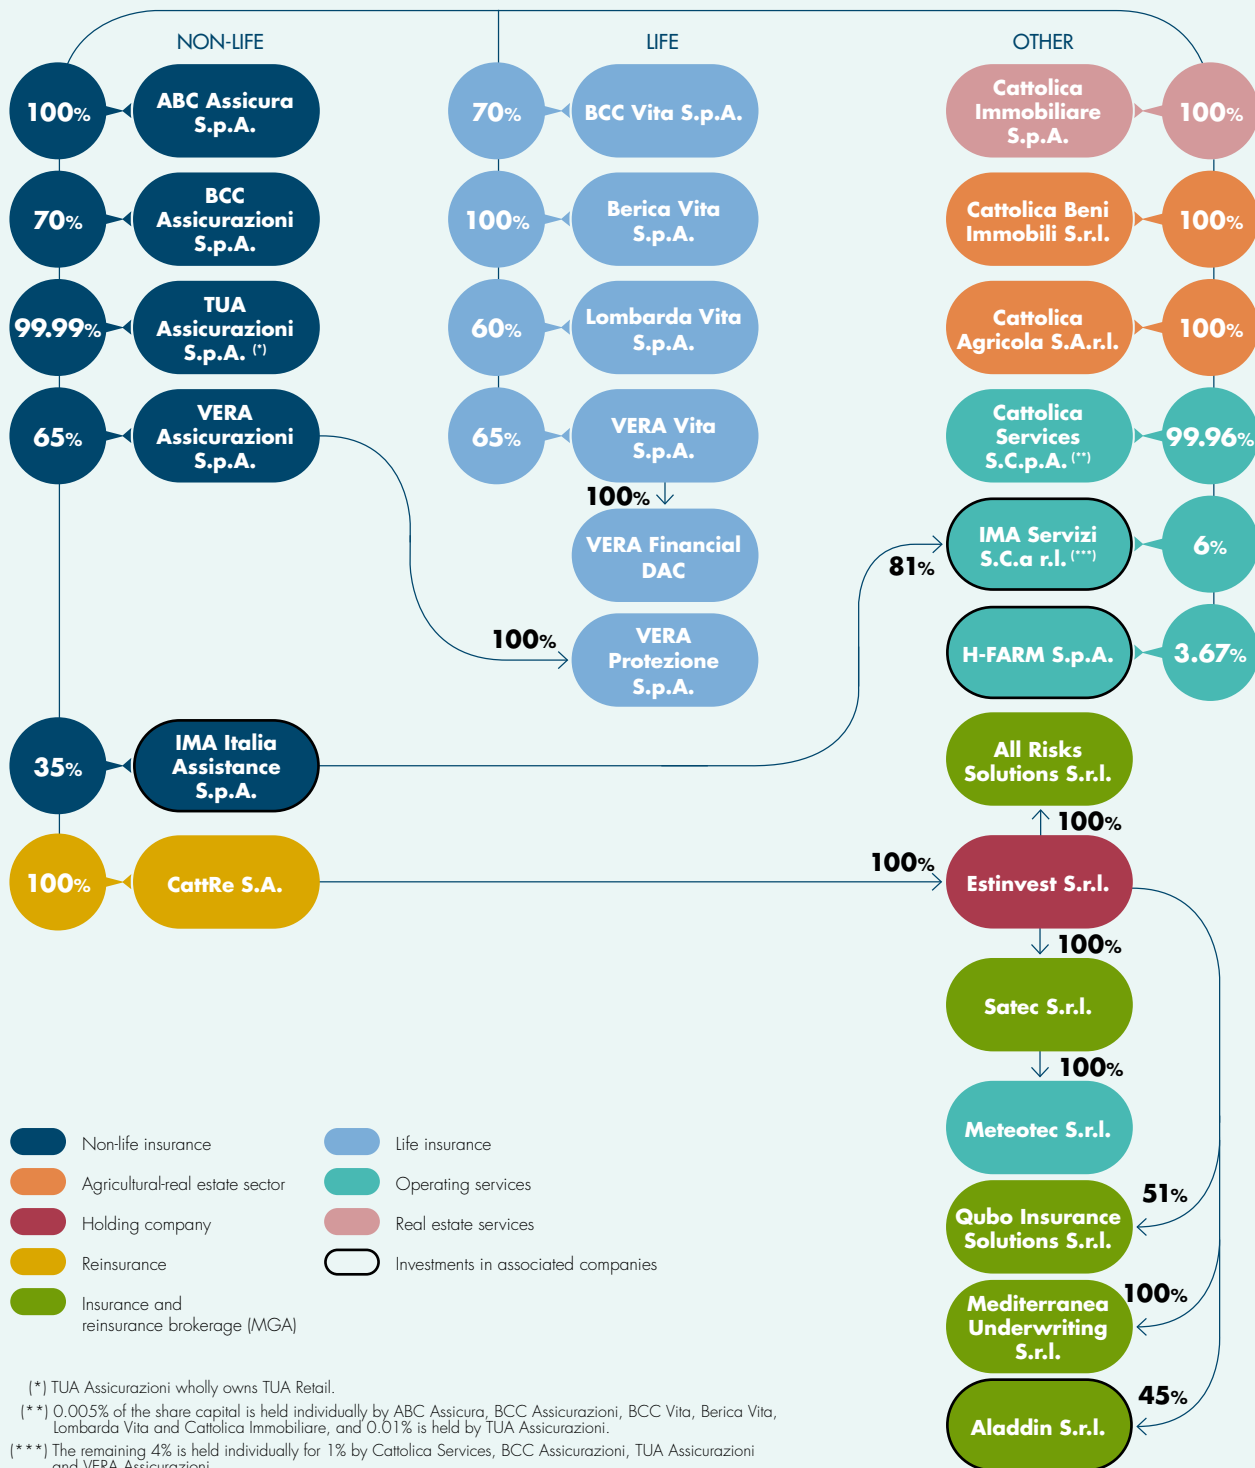 NON-LIFE
100%
ABC Assicura
S.p.A.
70%
BCC
Assicurazioni
S.p.A.
99.99%
TUA
Assicurazioni
S.p.A. (*)
65%
VERA
Assicurazioni
S.p.A.
35%
IMA Italia
Assistance
S.p.A.
100%
CattRe S.A.
LIFE
70%
BCC Vita S.p.A.
100%
Berica Vita
S.p.A.
60%
Lombarda Vita
S.p.A.
65%
VERA Vita
S.p.A.
100%
VERA Financial
DAC
100%
VERA
Protezione
S.p.A.
OTHER
Cattolica
Immobiliare
S.p.A.
100%
Cattolica Beni
Immobili S.r.l.
100%
Cattolica
Agricola S.A.r.l.
100%
Cattolica
Services
S.C.p.A. (**)
99.96%
81%
IMA Servizi
S.C.a r.l. (***)
6%
H-FARM S.p.A.
3.67%
All Risks
Solutions S.r.l.
100%
100%
Estinvest S.r.l.
100%
Satec S.r.l.
100%
Meteotec S.r.l.
51%
Qubo Insurance
Solutions S.r.l.
100%
Mediterranea
Underwriting
S.r.l.
45%
Aladdin S.r.l.
Non-life insurance
Agricultural-real estate sector
Holding company
Reinsurance
Insurance and
reinsurance brokerage (MGA)
Life insurance
Operating services
Real estate services
Investments in associated companies
(*) TUA Assicurazioni wholly owns TUA Retail.
(**) 0.005% of the share capital is held individually by ABC Assicura, BCC Assicurazioni, BCC Vita, Berica Vita,
Lombarda Vita and Cattolica Immobiliare, and 0.01% is held by TUA Assicurazioni.
(***) The remaining 4% is held individually for 1% by Cattolica Services, BCC Assicurazioni, TUA Assicurazioni
and VERA Assicurazioni.